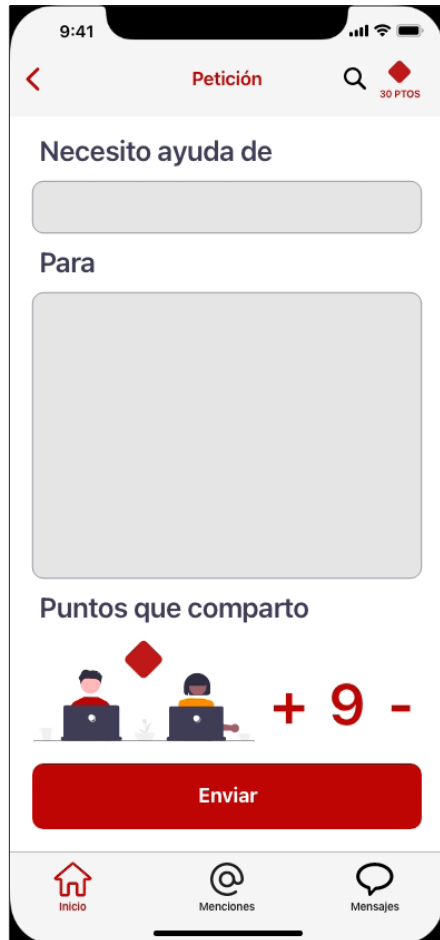 9:41
Petición
30 PTOS
Necesito ayuda de
Para
Puntos que comparto
+ 9 -
Enviar
Inicio
Menciones
Mensajes